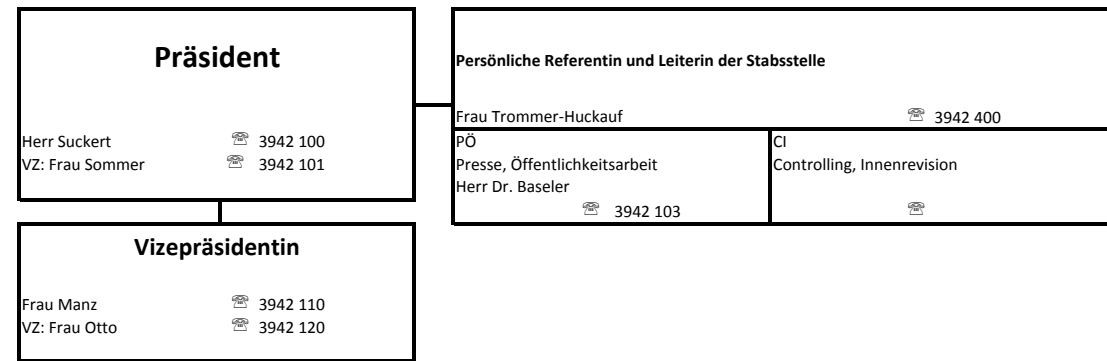 Präsident
Herr Suckert ☏ 3942 100
VZ: Frau Sommer ☏ 3942 101
Persönliche Referentin und Leiterin der Stabsstelle
Frau Trommer-Huckauf ☏ 3942 400
PÖ
Presse, Öffentlichkeitsarbeit
Herr Dr. Baseler
☏ 3942 103
CI
Controlling, Innenrevision
☏
Vizepräsidentin
Frau Manz ☏ 3942 110
VZ: Frau Otto ☏ 3942 120